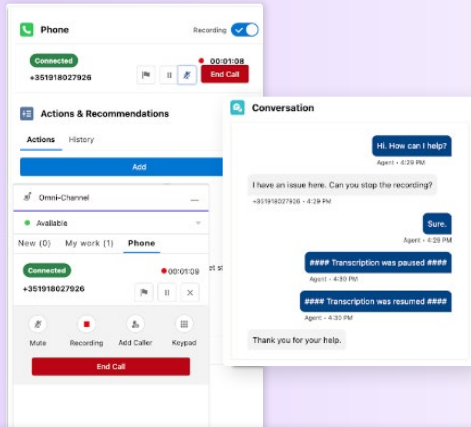 Phone
Recording
Connected
00:01:08
+351918027926
End Call
Actions & Recommendations
Actions History
Add
Omni-Channel
Available
New (0) My work (1) Phone
Connected
00:01:09
+351918027926
Mute Recording Add Caller Keypad
End Call
Conversation
Hi. How can I help?
Agent • 4:29 PM
I have an issue here. Can you stop the recording?
+351918027926 • 4:29 PM
Sure.
Agent • 4:29 PM
#### Transcription was paused ####
Agent • 4:30 PM
#### Transcription was resumed ####
Agent • 4:30 PM
Thank you for your help.